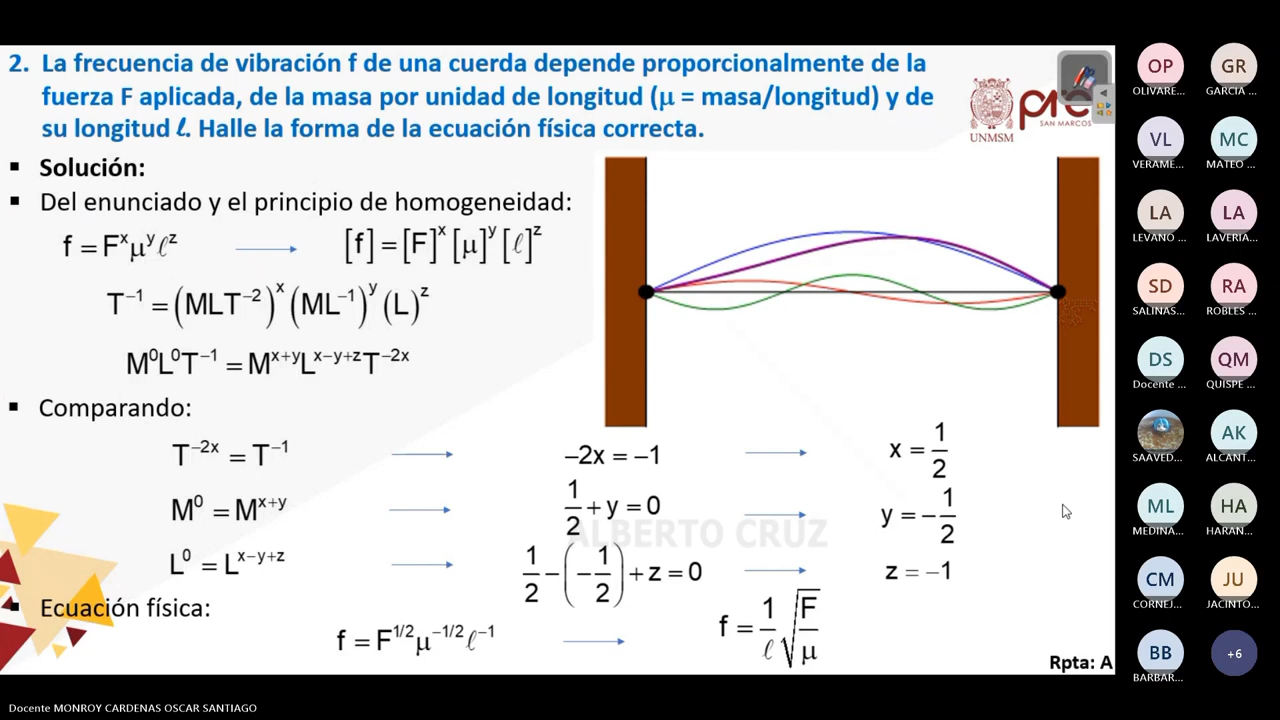 2. La frecuencia de vibración f de una cuerda depende proporcionalmente de la
fuerza F aplicada, de la masa por unidad de longitud (μ = masa/longitud) y de
su longitud ℓ. Halle la forma de la ecuación física correcta.
UNMSM
pre
SAN MARCOS
▪ Solución:
▪ Del enunciado y el principio de homogeneidad:
f = F^x μ^y ℓ^z → [f] = [F]^x [μ]^y [ℓ]^z
T^−1 = (MLT^−2)^x (ML^−1)^y (L)^z
M^0L^0T^−1 = M^x+y L^x−y+z T^−2x
▪ Comparando:
T^−2x = T^−1 → −2x = −1 → x = 1/2
M^0 = M^x+y → 1/2 + y = 0 → y = −1/2
ALBERTO CRUZ
L^0 = L^x−y+z → 1/2 − (−1/2) + z = 0 → z = −1
▪ Ecuación física:
f = F^1/2 μ^−1/2 ℓ^−1 → f = 1/ℓ √(F/μ)
Rpta: A
OP GR
OLIVARE... GARCIA ...
VL MC
VERAME... MATEO ...
LA LA
LEVANO ... LAVERIA...
SD RA
SALINAS... ROBLES ...
DS QM
Docente ... QUISPE ...
AK
SAAVED... ALCANT...
ML HA
MEDINA... HARAN...
CM JU
CORNEJ... JACINTO...
BB +6
BARBAR...
Docente MONROY CARDENAS OSCAR SANTIAGO